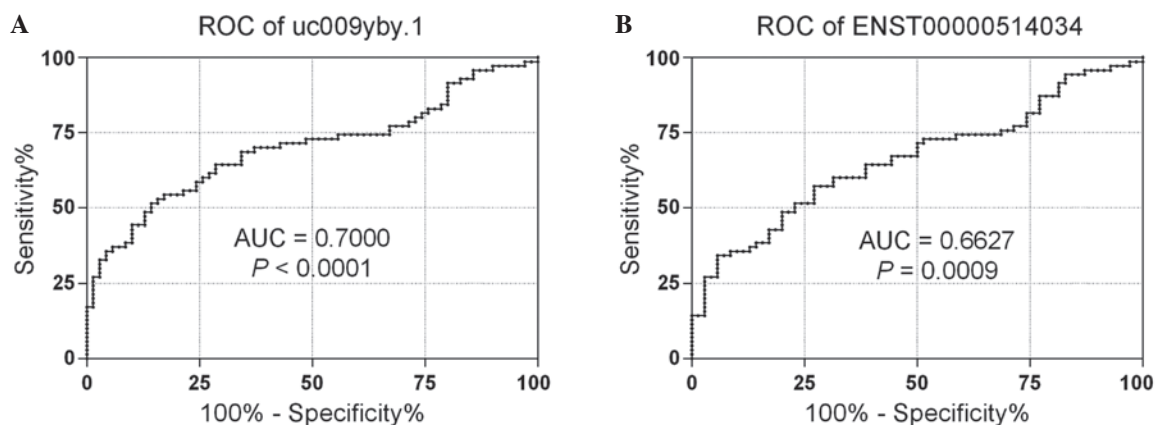 A
ROC of uc009yby.1
100
75
50
25
0
Sensitivity%
AUC = 0.7000
P < 0.0001
0 25 50 75 100
100% - Specificity%
B
ROC of ENST00000514034
100
75
50
25
0
Sensitivity%
AUC = 0.6627
P = 0.0009
0 25 50 75 100
100% - Specificity%